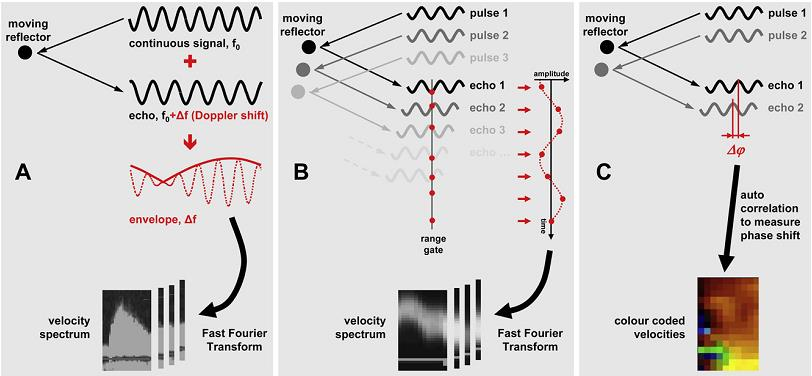 moving
reflector
continuous signal, f0
+
echo, f0+Δf (Doppler shift)
A
envelope, Δf
velocity
spectrum
Fast Fourier
Transform
moving
reflector
pulse 1
pulse 2
pulse 3
echo 1
echo 2
echo 3
echo ...
amplitude
time
B
range
gate
velocity
spectrum
Fast Fourier
Transform
moving
reflector
pulse 1
pulse 2
echo 1
echo 2
Δφ
C
auto
correlation
to measure
phase shift
colour coded
velocities